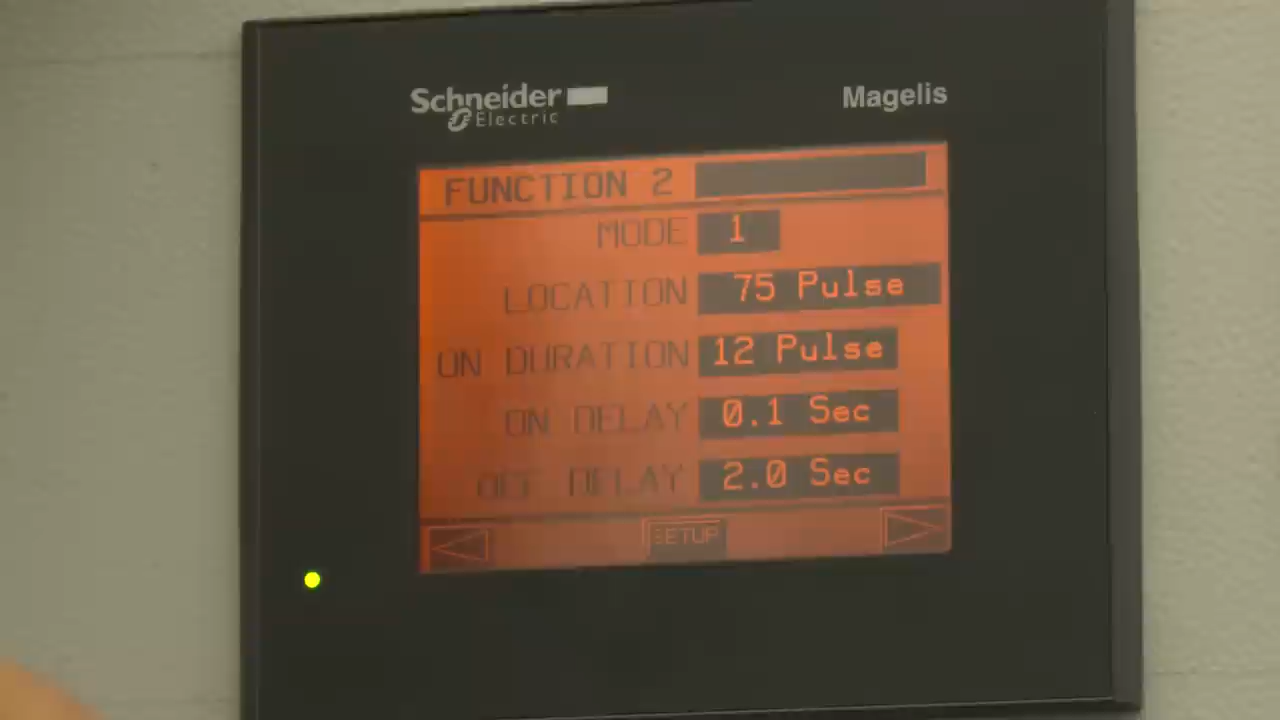 Schneider
Electric
Magelis
FUNCTION 2
MODE 1
LOCATION 75 Pulse
ON DURATION 12 Pulse
ON DELAY 0.1 Sec
OFF DELAY 2.0 Sec
SETUP